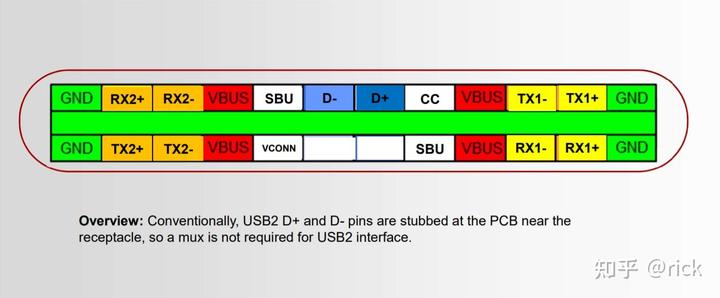 GND RX2+ RX2- VBUS SBU D- D+ CC VBUS TX1- TX1+ GND
GND TX2+ TX2- VBUS VCONN SBU VBUS RX1- RX1+ GND
Overview: Conventionally, USB2 D+ and D- pins are stubbed at the PCB near the
receptacle, so a mux is not required for USB2 interface.
知乎 @rick